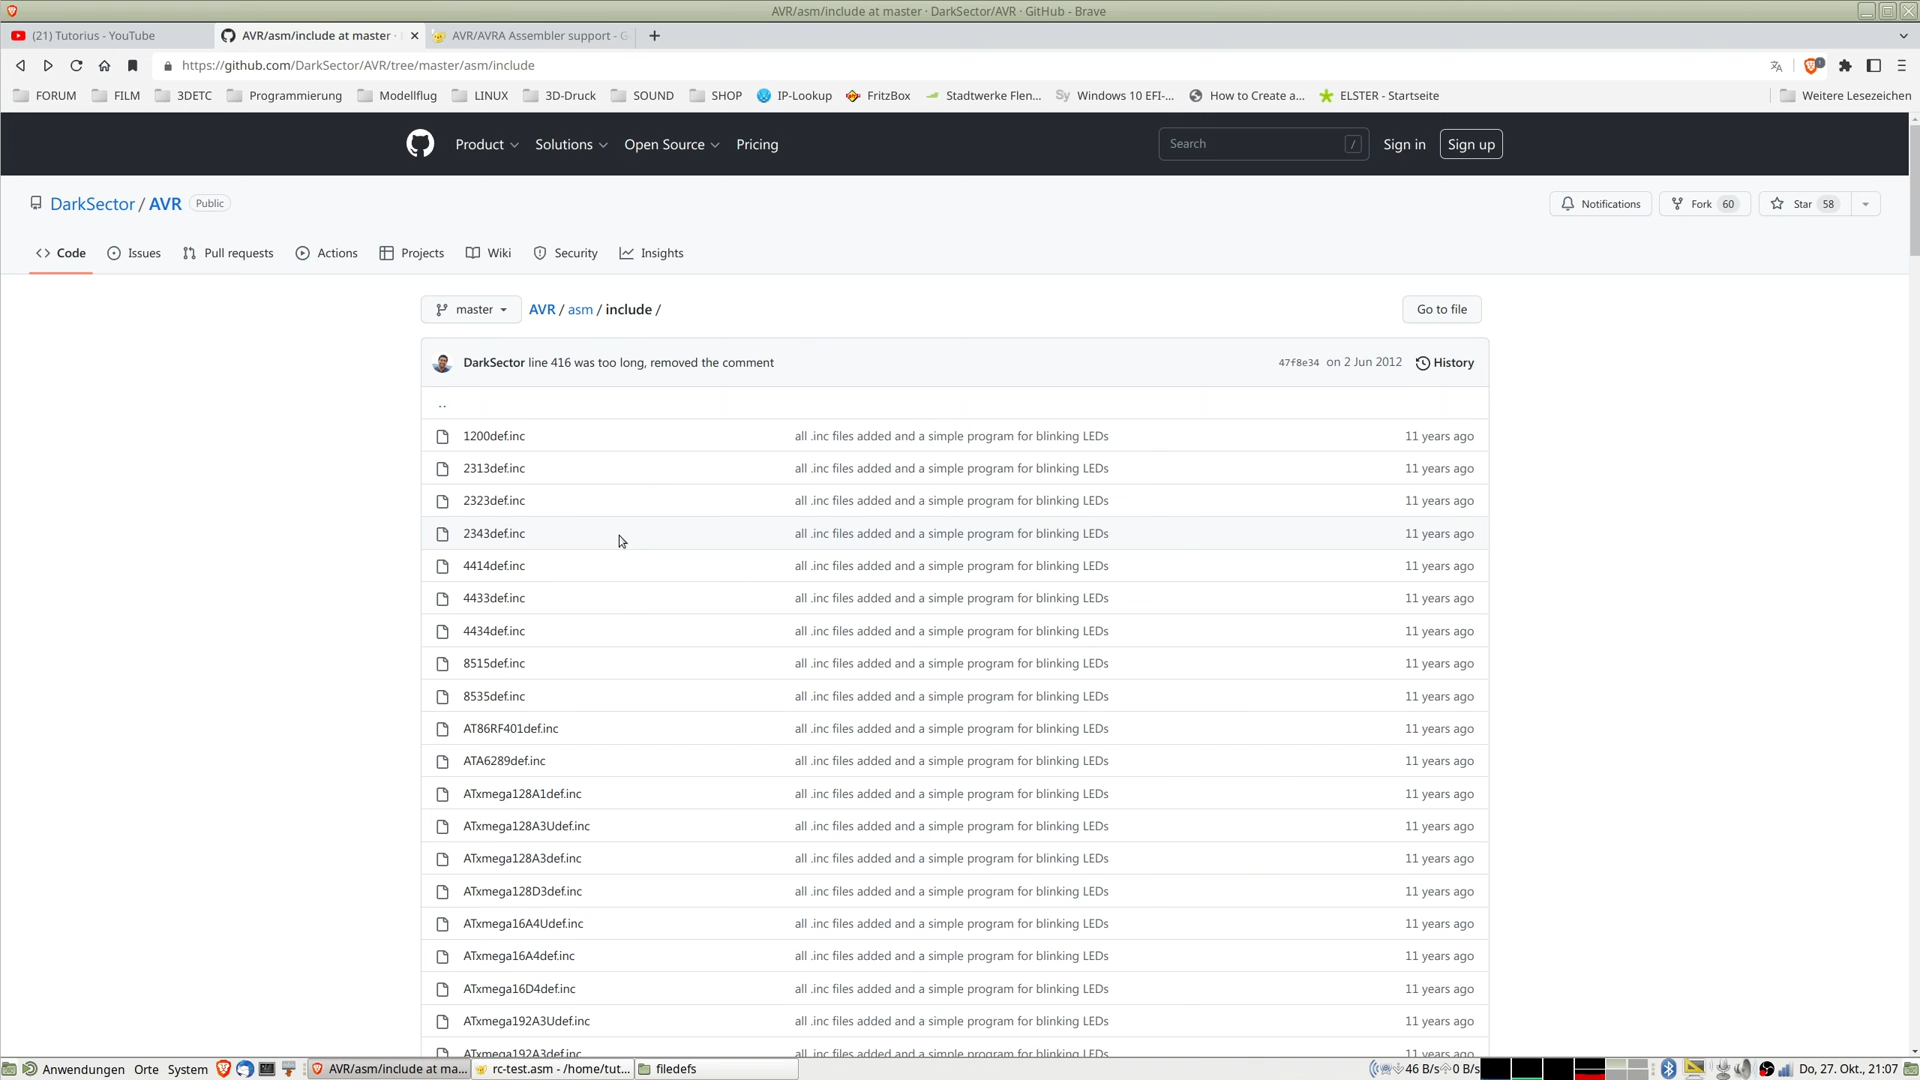 AVR/asm/include at master · DarkSector/AVR · GitHub - Brave
(21) Tutorius - YouTube
AVR/asm/include at master ·
AVR/AVRA Assembler support - G
https://github.com/DarkSector/AVR/tree/master/asm/include
FORUM
FILM
3DETC
Programmierung
Modellflug
LINUX
3D-Druck
SOUND
SHOP
IP-Lookup
FritzBox
Stadtwerke Flen...
Windows 10 EFI-...
How to Create a...
ELSTER - Startseite
Weitere Lesezeichen
Product
Solutions
Open Source
Pricing
Search /
Sign in
Sign up
DarkSector / AVR Public
Notifications
Fork 60
Star 58
Code
Issues
Pull requests
Actions
Projects
Wiki
Security
Insights
master
AVR / asm / include /
Go to file
DarkSector line 416 was too long, removed the comment 47f8e34 on 2 Jun 2012 History
..
1200def.inc all .inc files added and a simple program for blinking LEDs 11 years ago
2313def.inc all .inc files added and a simple program for blinking LEDs 11 years ago
2323def.inc all .inc files added and a simple program for blinking LEDs 11 years ago
2343def.inc all .inc files added and a simple program for blinking LEDs 11 years ago
4414def.inc all .inc files added and a simple program for blinking LEDs 11 years ago
4433def.inc all .inc files added and a simple program for blinking LEDs 11 years ago
4434def.inc all .inc files added and a simple program for blinking LEDs 11 years ago
8515def.inc all .inc files added and a simple program for blinking LEDs 11 years ago
8535def.inc all .inc files added and a simple program for blinking LEDs 11 years ago
AT86RF401def.inc all .inc files added and a simple program for blinking LEDs 11 years ago
ATA6289def.inc all .inc files added and a simple program for blinking LEDs 11 years ago
ATxmega128A1def.inc all .inc files added and a simple program for blinking LEDs 11 years ago
ATxmega128A3Udef.inc all .inc files added and a simple program for blinking LEDs 11 years ago
ATxmega128A3def.inc all .inc files added and a simple program for blinking LEDs 11 years ago
ATxmega128D3def.inc all .inc files added and a simple program for blinking LEDs 11 years ago
ATxmega16A4Udef.inc all .inc files added and a simple program for blinking LEDs 11 years ago
ATxmega16A4def.inc all .inc files added and a simple program for blinking LEDs 11 years ago
ATxmega16D4def.inc all .inc files added and a simple program for blinking LEDs 11 years ago
ATxmega192A3Udef.inc all .inc files added and a simple program for blinking LEDs 11 years ago
ATxmega192A3def.inc all .inc files added and a simple program for blinking LEDs 11 years ago
Anwendungen Orte System
AVR/asm/include at ma...
rc-test.asm - /home/tut...
filedefs
46 B/s 0 B/s
Do, 27. Okt., 21:07